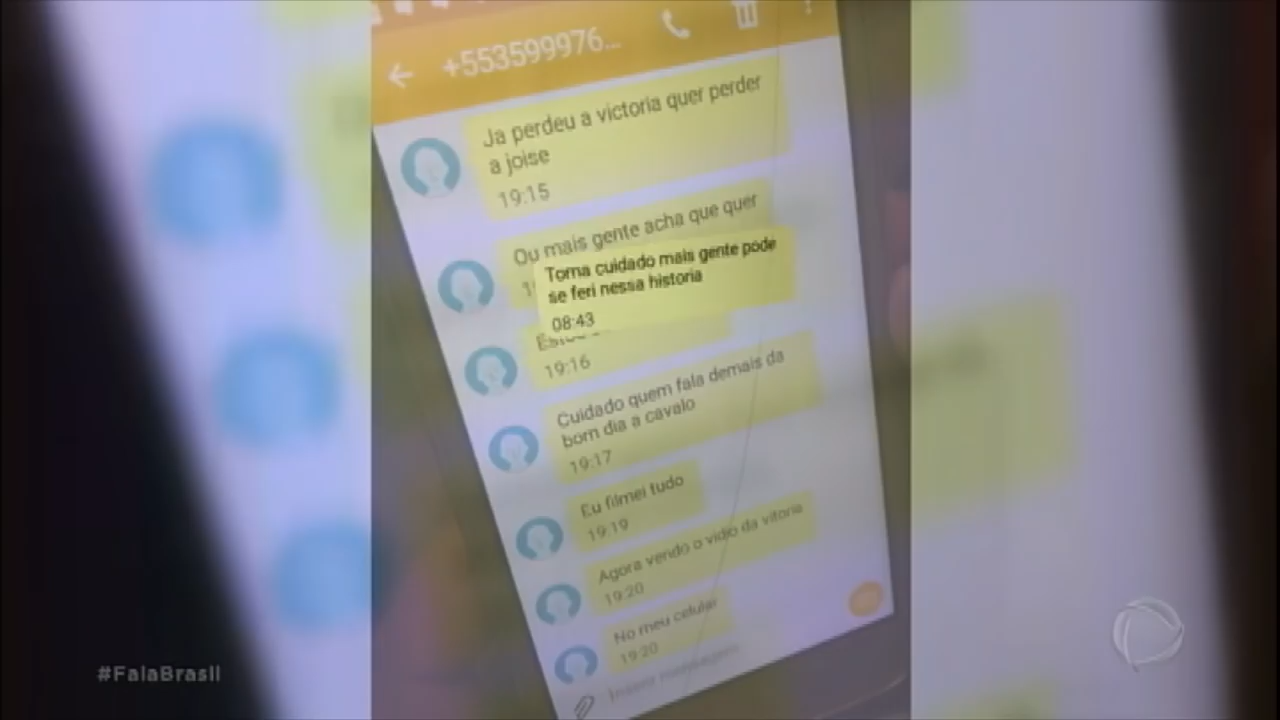 +553599976...
Ja perdeu a victoria quer perder
a joise
19:15
Ou mais gente acha que quer
Toma cuidado mais gente pode
se feri nessa historia
08:43
19:16
Cuidado quem fala demais da
bom dia a cavalo
19:17
Eu filmei tudo
19:19
Agora vendo o vidio da vitoria
19:20
No meu celular
19:20
#FalaBrasil